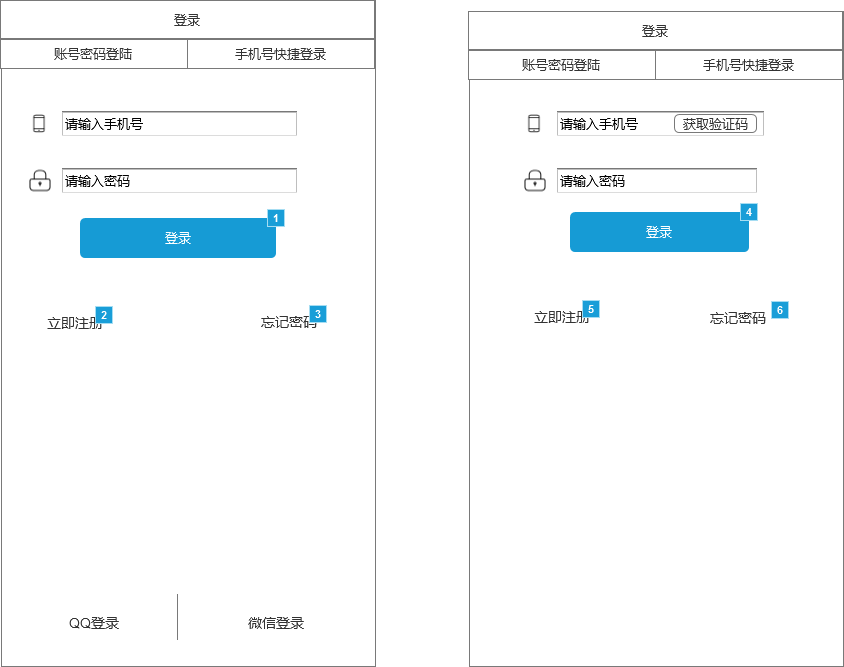 登录
账号密码登陆 手机号快捷登录
请输入手机号
请输入密码
登录 1
立即注册 2
忘记密码 3
QQ登录 微信登录
登录
账号密码登陆 手机号快捷登录
请输入手机号 获取验证码
请输入密码
登录 4
立即注册 5
忘记密码 6